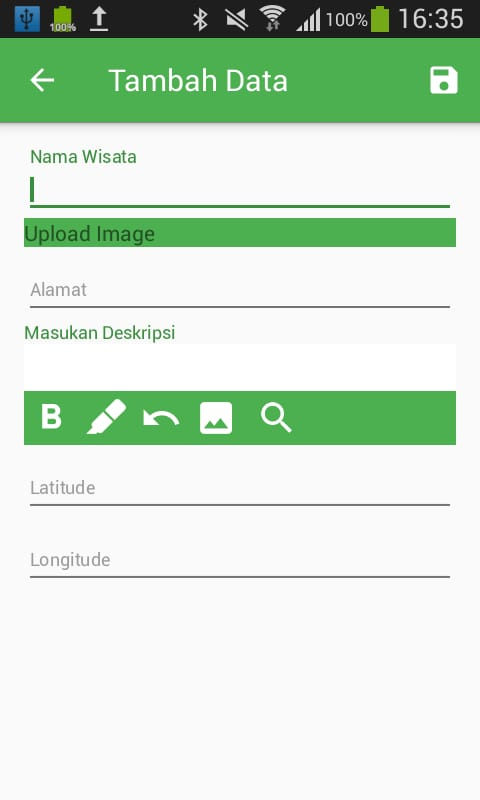 100%
100%
16:35
Tambah Data
Nama Wisata
Upload Image
Alamat
Masukan Deskripsi
B
Latitude
Longitude